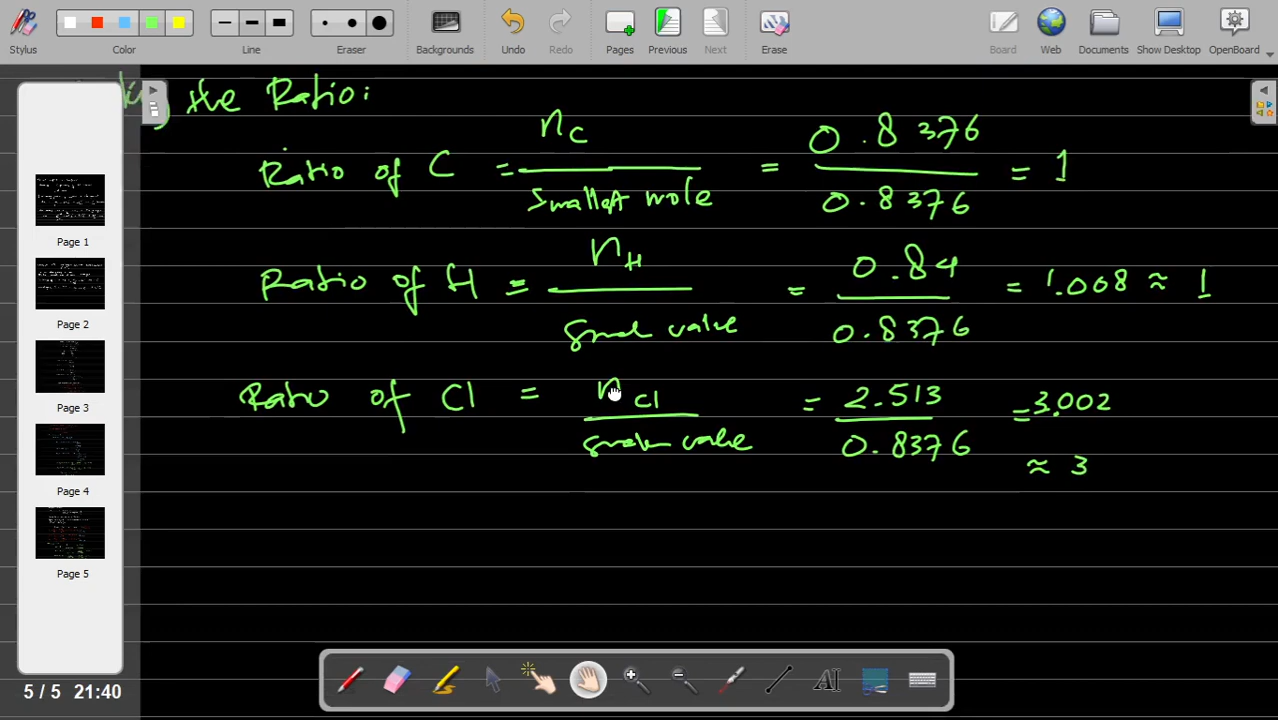 Stylus Color Line Eraser Backgrounds Undo Redo Pages Previous Next Erase Board Web Documents Show Desktop OpenBoard
the Ratio:
Ratio of C = nC / Smallest mole = 0.8376 / 0.8376 = 1
Ratio of H = nH / Small value = 0.84 / 0.8376 = 1.008 ≈ 1
Ratio of Cl = nCl / Smaller value = 2.513 / 0.8376 = 3.002
≈ 3
Page 1
Page 2
Page 3
Page 4
Page 5
5 / 5 21:40
AI